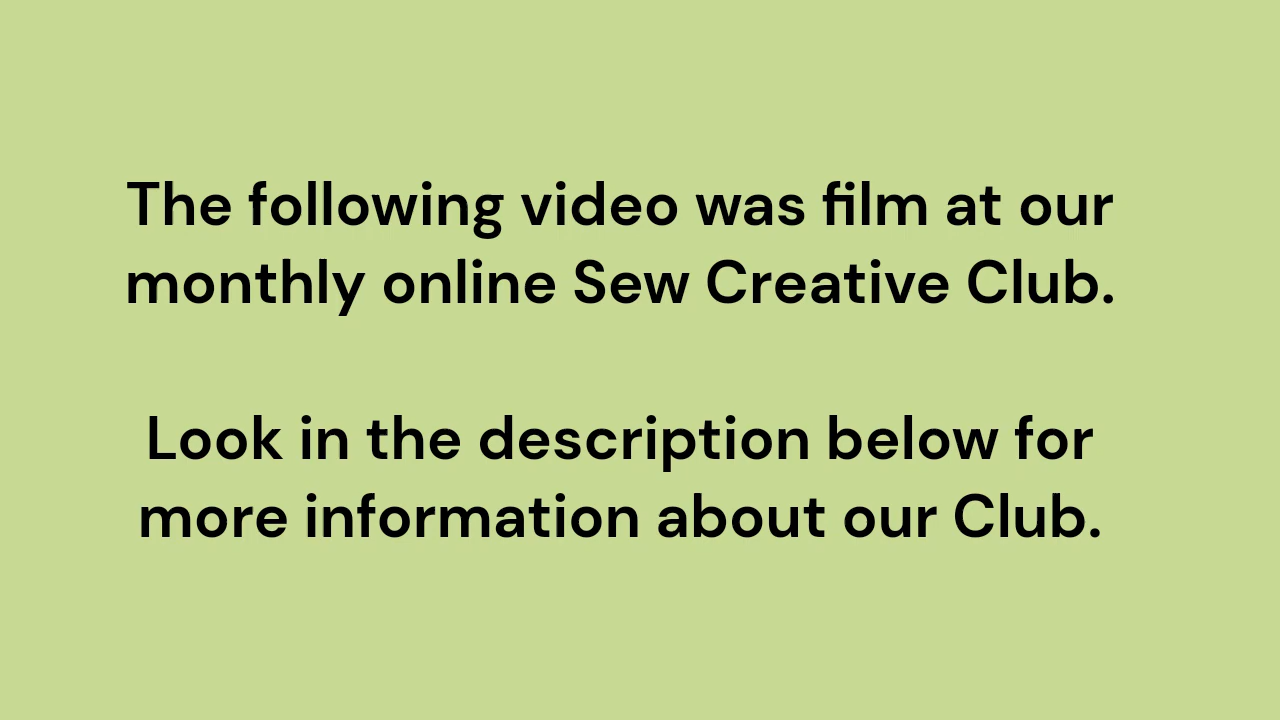 The following video was film at our
monthly online Sew Creative Club.
Look in the description below for
more information about our Club.